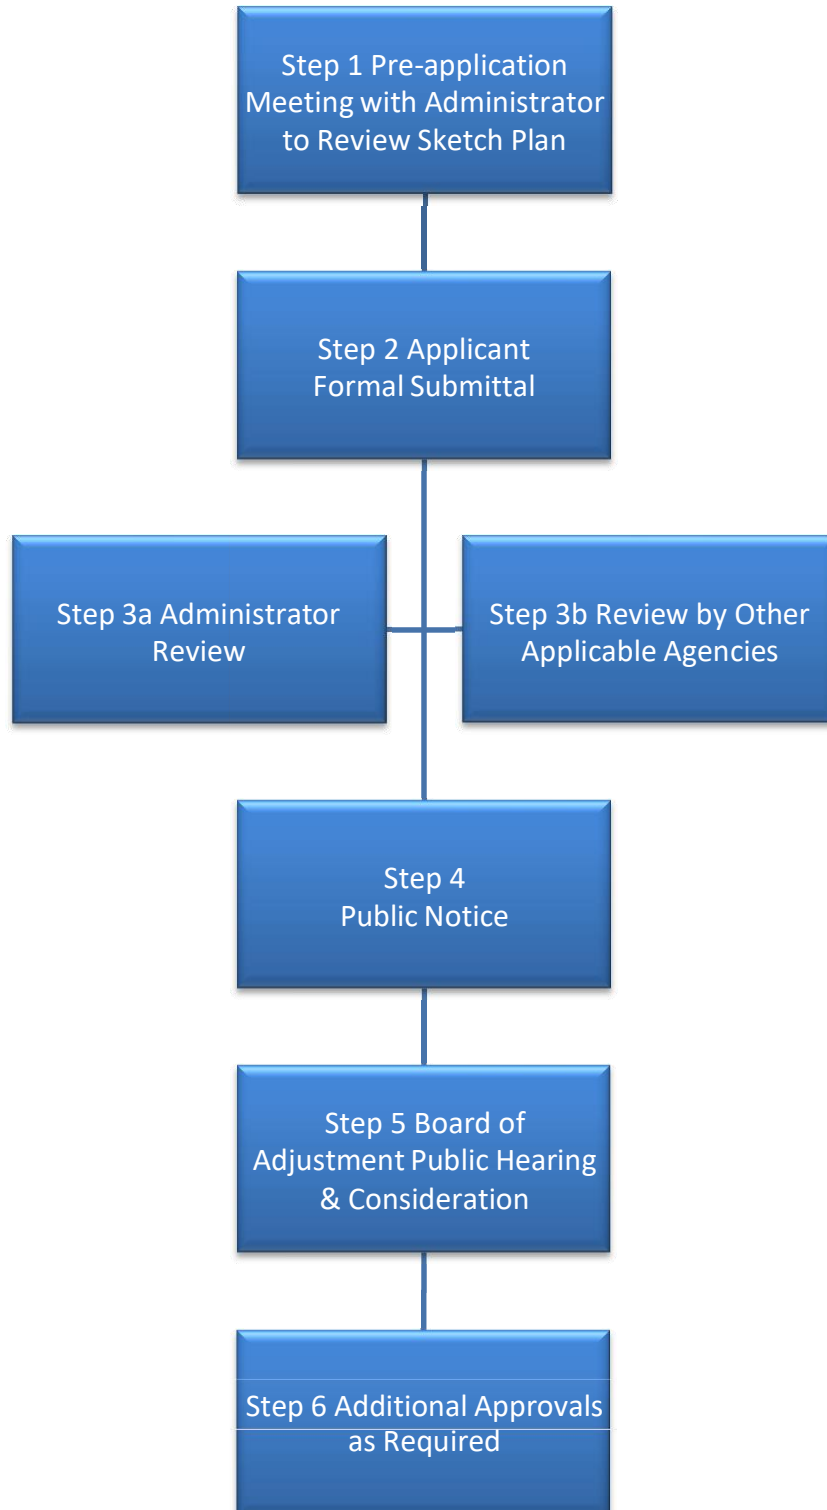 Step 1 Pre-application
Meeting with Administrator
to Review Sketch Plan
Step 2 Applicant
Formal Submittal
Step 3a Administrator
Review
Step 3b Review by Other
Applicable Agencies
Step 4
Public Notice
Step 5 Board of
Adjustment Public Hearing
& Consideration
Step 6 Additional Approvals
as Required